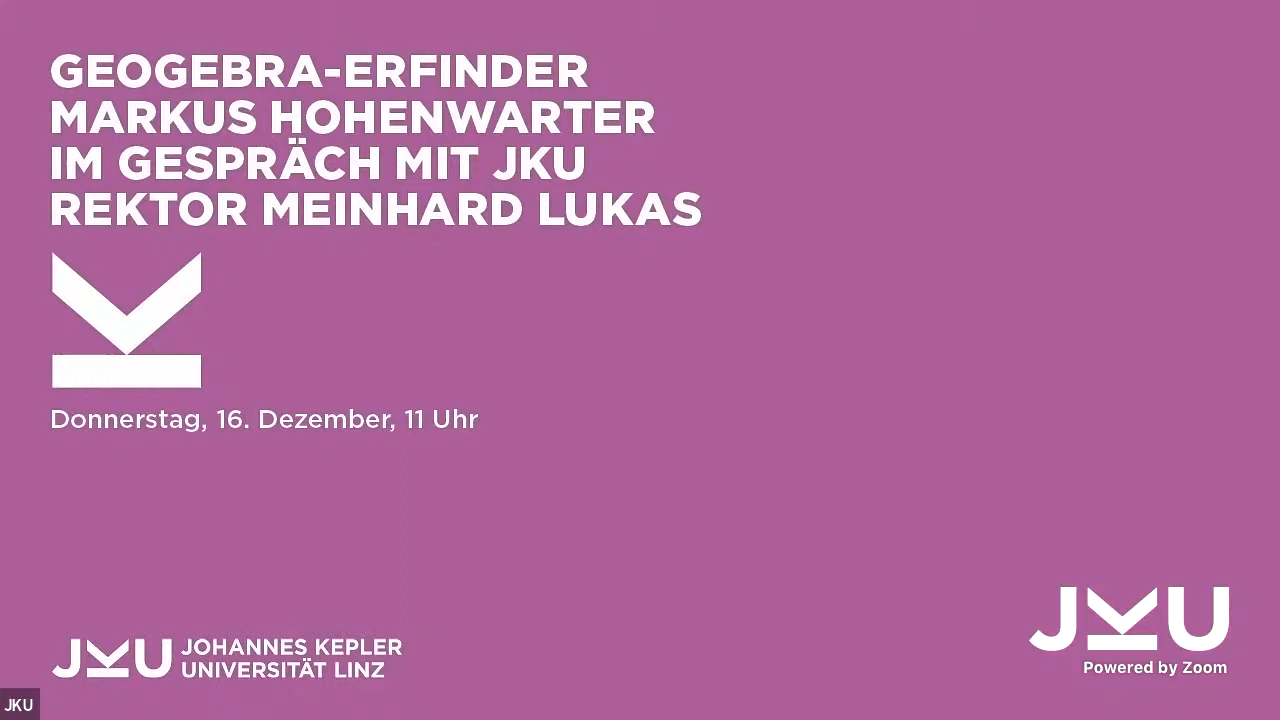 GEOGEBRA-ERFINDER
MARKUS HOHENWARTER
IM GESPRÄCH MIT JKU
REKTOR MEINHARD LUKAS
Donnerstag, 16. Dezember, 11 Uhr
JKU JOHANNES KEPLER
UNIVERSITÄT LINZ
JKU
Powered by Zoom
JKU